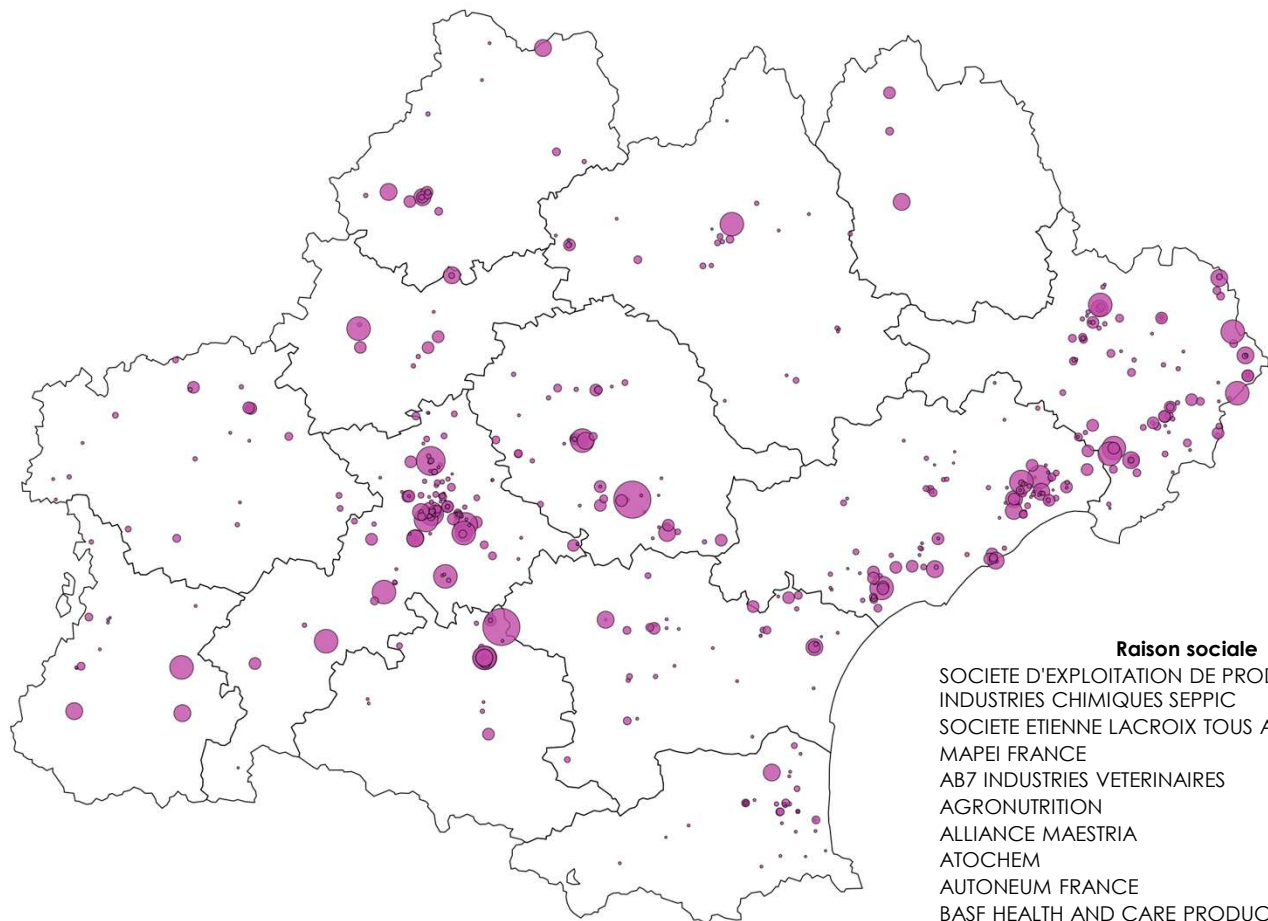 Raison sociale
SOCIETE D'EXPLOITATION DE PROD
INDUSTRIES CHIMIQUES SEPPIC
SOCIETE ETIENNE LACROIX TOUS A
MAPEI FRANCE
AB7 INDUSTRIES VETERINAIRES
AGRONUTRITION
ALLIANCE MAESTRIA
ATOCHEM
AUTONEUM FRANCE
BASF HEALTH AND CARE PRODUC